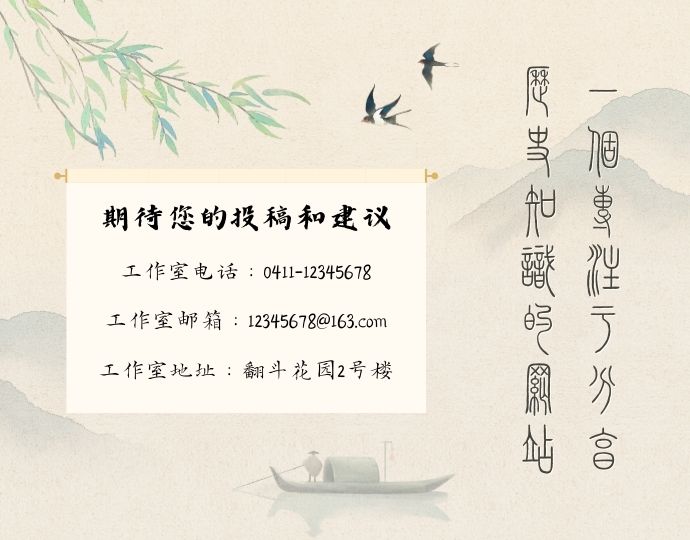 期待您的投稿和建议
工作室电话：0411-12345678
工作室邮箱：12345678@163.com
工作室地址：翻斗花园2号楼
一個專注于分享
歷史知識的網站